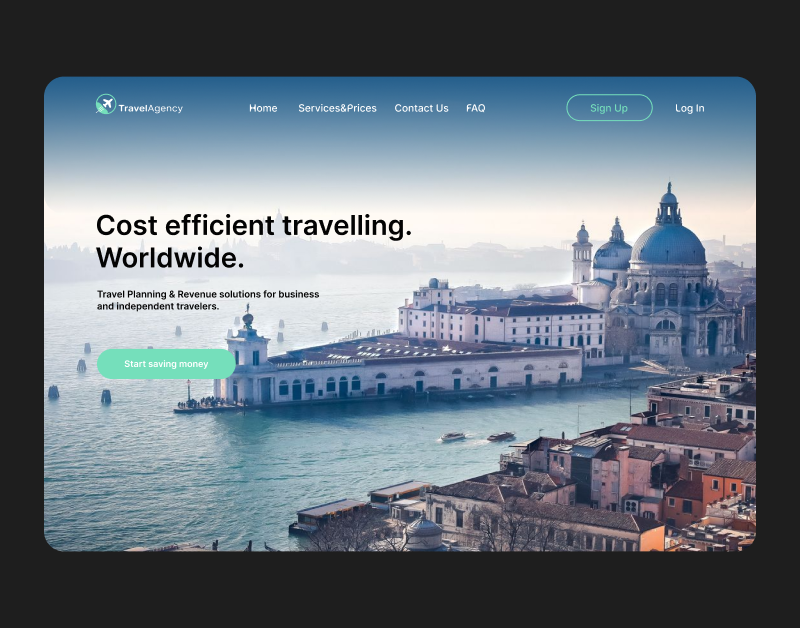 TravelAgency
Home Services&Prices Contact Us FAQ Sign Up Log In
Cost efficient travelling.
Worldwide.
Travel Planning & Revenue solutions for business
and independent travelers.
Start saving money